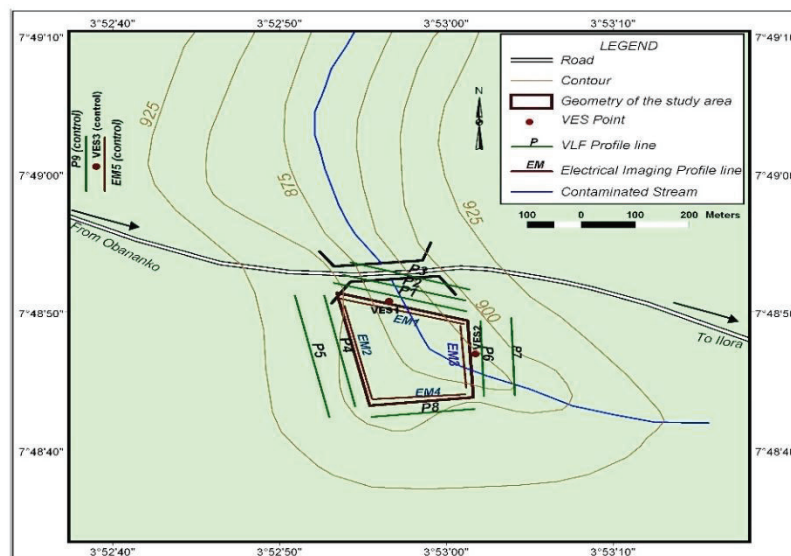 3°52'40" 3°52'50" 3°53'00" 3°53'10"
7°49'10"
7°49'10"
LEGEND
Road
Contour
Geometry of the study area
VES Point
P VLF Profile line
EM Electrical Imaging Profile line
Contaminated Stream
100 0 100 200
Meters
N
925
875
925
900
P9 (control)
VES3 (control)
EM5 (control)
7°49'00"
7°49'00"
From Obananko
To Ilora
P3
P2
P1
VES1
EM1
7°48'50"
7°48'50"
P5
P4
EM2
EM3
VES2
P6
P7
EM4
P8
7°48'40"
7°48'40"
3°52'40" 3°52'50" 3°53'00" 3°53'10"